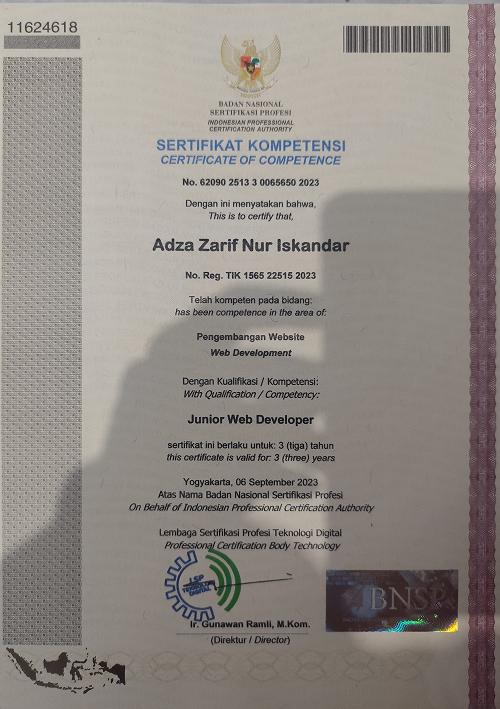 11624618
BADAN NASIONAL
SERTIFIKASI PROFESI
INDONESIAN PROFESSIONAL
CERTIFICATION AUTHORITY
SERTIFIKAT KOMPETENSI
CERTIFICATE OF COMPETENCE
No. 62090 2513 3 0065650 2023
Dengan ini menyatakan bahwa,
This is to certify that,
Adza Zarif Nur Iskandar
No. Reg. TIK 1565 22515 2023
Telah kompeten pada bidang:
has been competence in the area of:
Pengembangan Website
Web Development
Dengan Kualifikasi / Kompetensi:
With Qualification / Competency:
Junior Web Developer
sertifikat ini berlaku untuk: 3 (tiga) tahun
this certificate is valid for: 3 (three) years
Yogyakarta, 06 September 2023
Atas Nama Badan Nasional Sertifikasi Profesi
On Behalf of Indonesian Professional Certification Authority
Lembaga Sertifikasi Profesi Teknologi Digital
Professional Certification Body Technology
LSP
TEKNOLOGI
DIGITAL
BNSP
Ir. Gunawan Ramli, M.Kom.
(Direktur / Director)